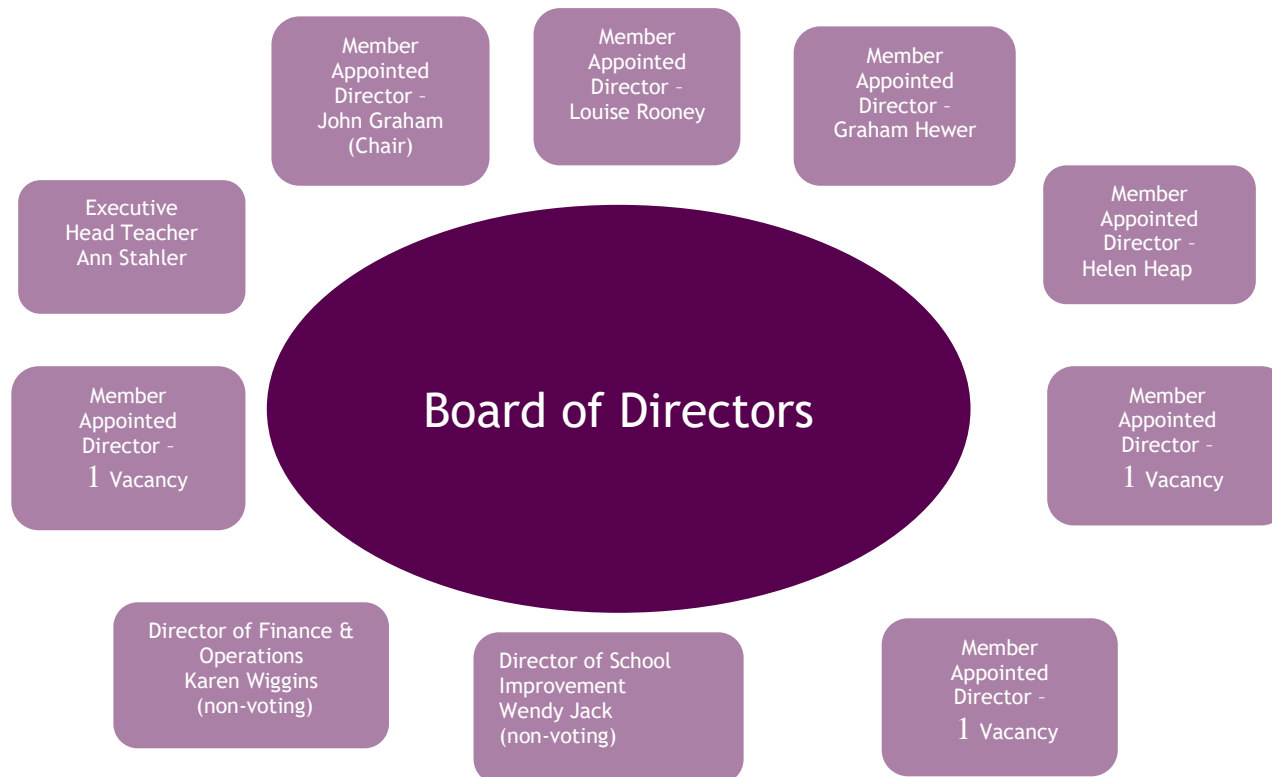 Member
Appointed
Director –
John Graham
(Chair)
Member
Appointed
Director –
Louise Rooney
Member
Appointed
Director –
Graham Hewer
Executive
Head Teacher
Ann Stahler
Member
Appointed
Director –
Helen Heap
Member
Appointed
Director –
1 Vacancy
Board of Directors
Member
Appointed
Director –
1 Vacancy
Director of Finance &
Operations
Karen Wiggins
(non-voting)
Director of School
Improvement
Wendy Jack
(non-voting)
Member
Appointed
Director –
1 Vacancy